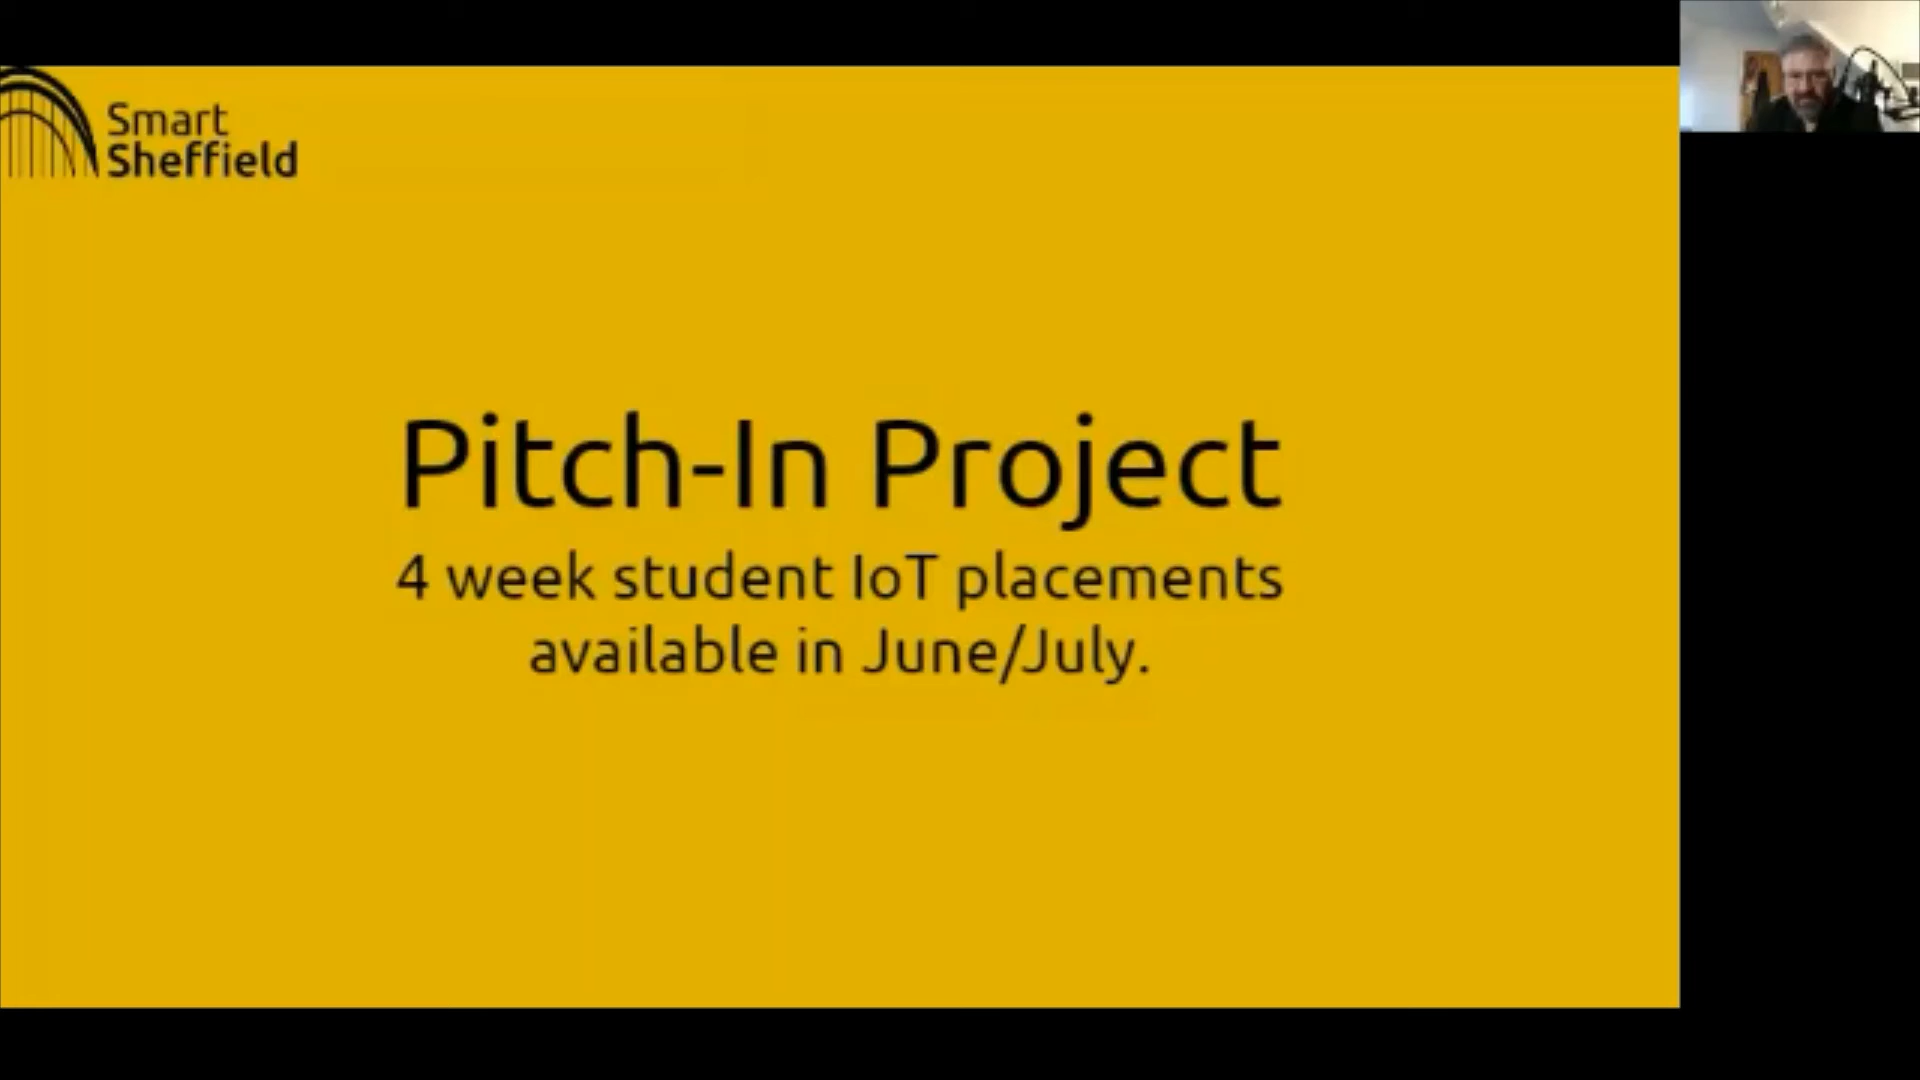 Smart
Sheffield
Pitch-In Project
4 week student IoT placements
available in June/July.